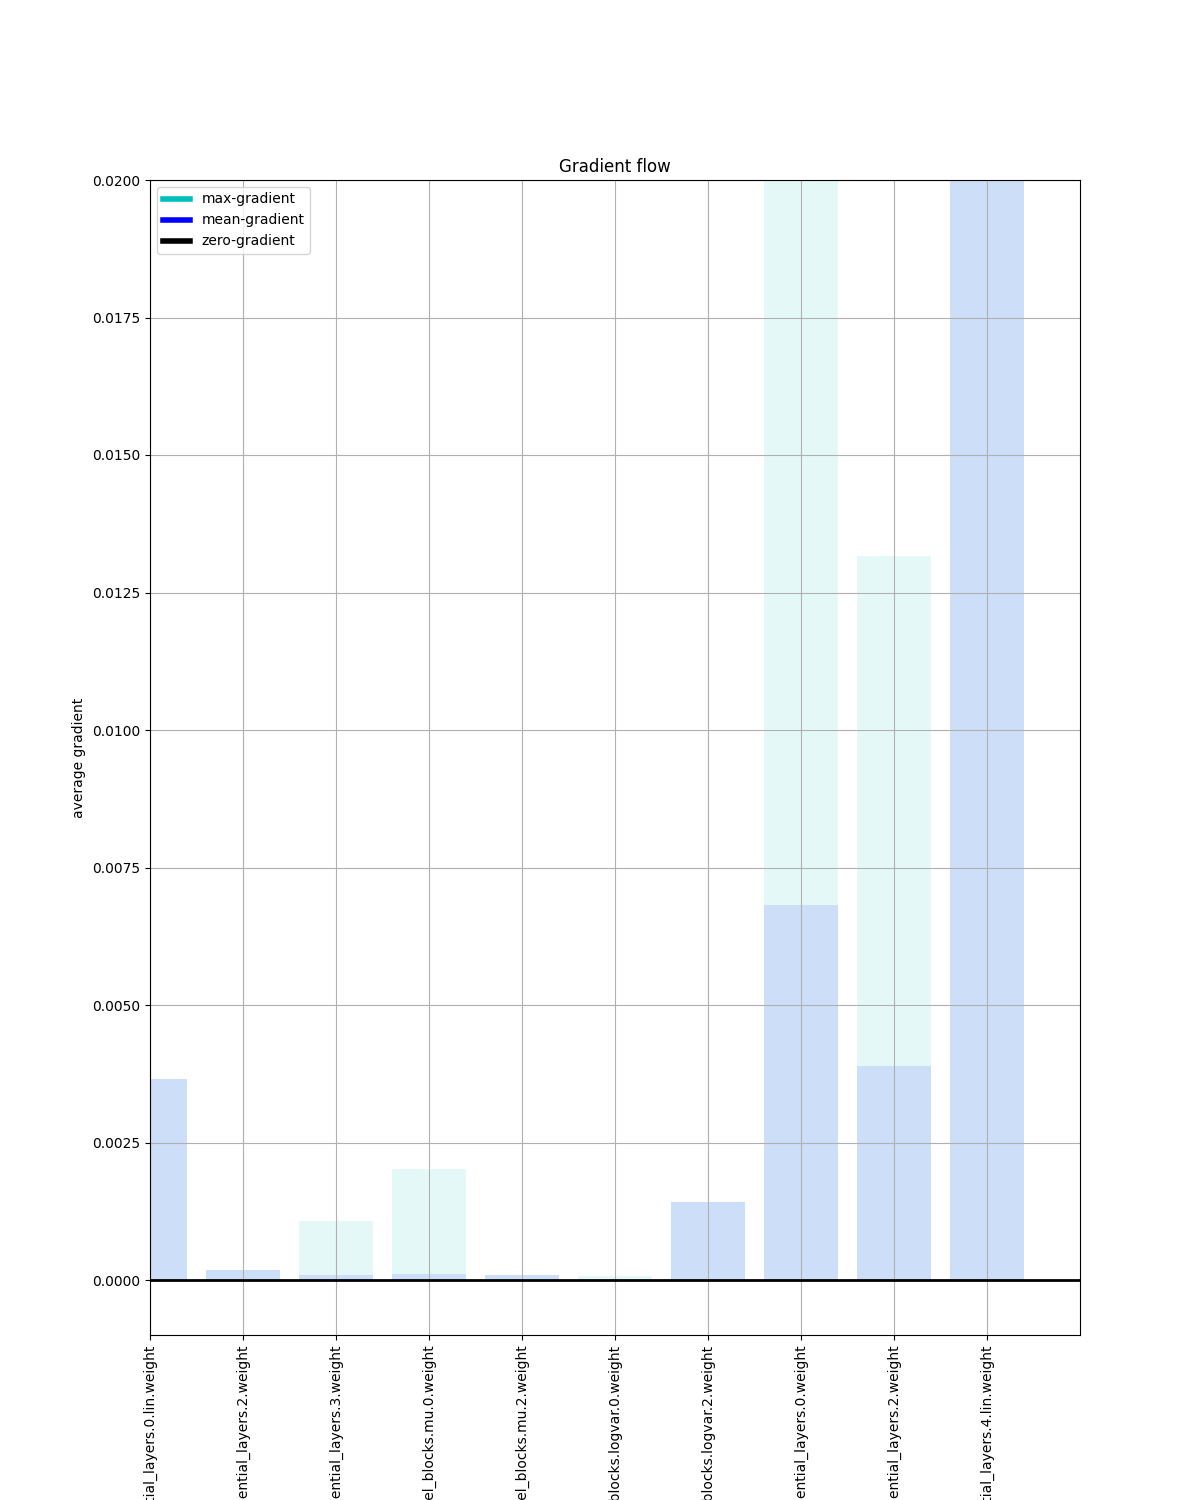 Gradient flow
max-gradient
mean-gradient
zero-gradient
0.0200
0.0175
0.0150
0.0125
0.0100
0.0075
0.0050
0.0025
0.0000
average gradient
tial_layers.0.lin.weight
ential_layers.2.weight
ential_layers.3.weight
el_blocks.mu.0.weight
el_blocks.mu.2.weight
blocks.logvar.0.weight
blocks.logvar.2.weight
ential_layers.0.weight
ential_layers.2.weight
tial_layers.4.lin.weight